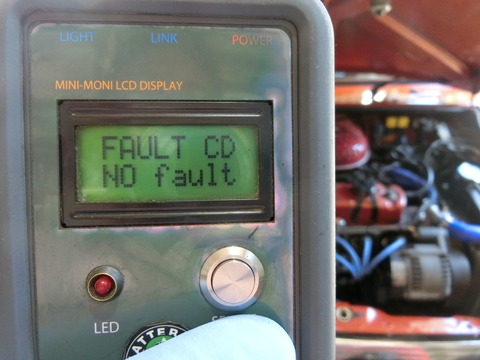 LIGHT LINK POWER
MINI-MONI LCD DISPLAY
FAULT CD
NO fault
LED